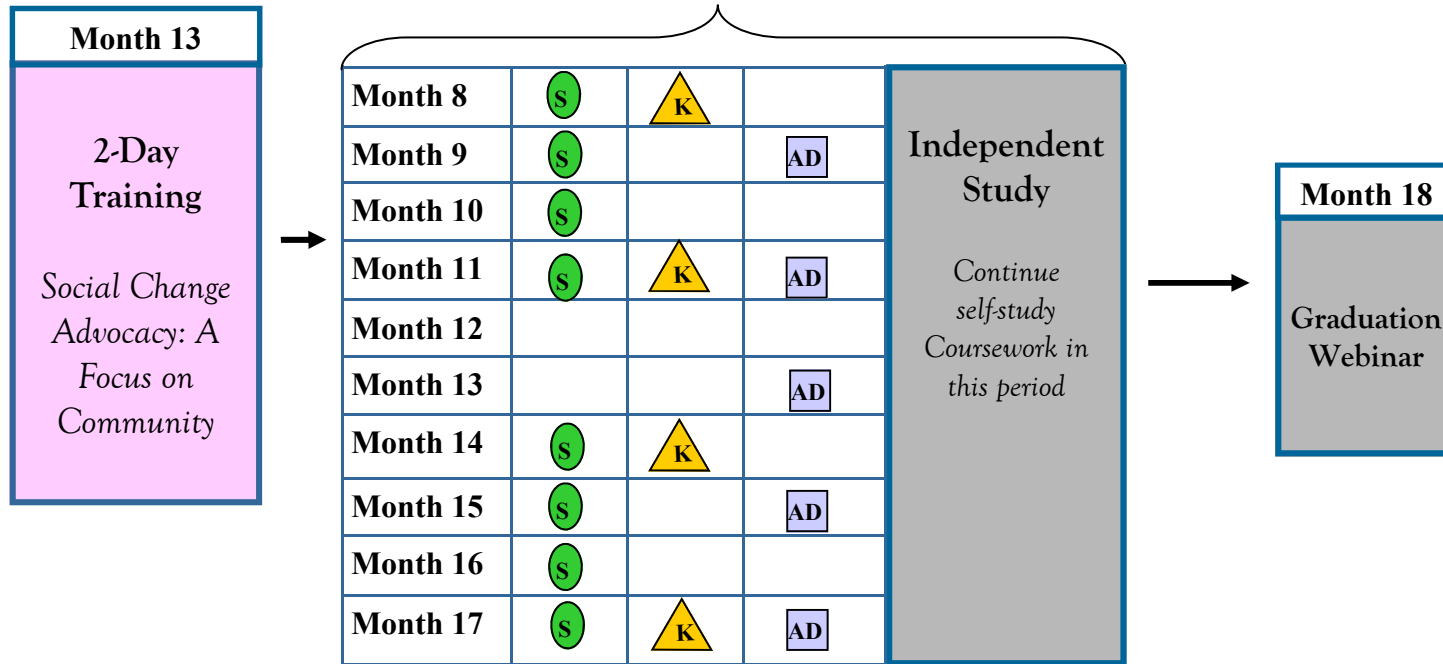 Month 13
2-Day
Training
Social Change
Advocacy: A
Focus on
Community
Month 8 S K
Month 9 S AD
Month 10 S
Month 11 S K AD
Month 12
Month 13 AD
Month 14 S K
Month 15 S AD
Month 16 S
Month 17 S K AD
Independent
Study
Continue
self-study
Coursework in
this period
Month 18
Graduation
Webinar